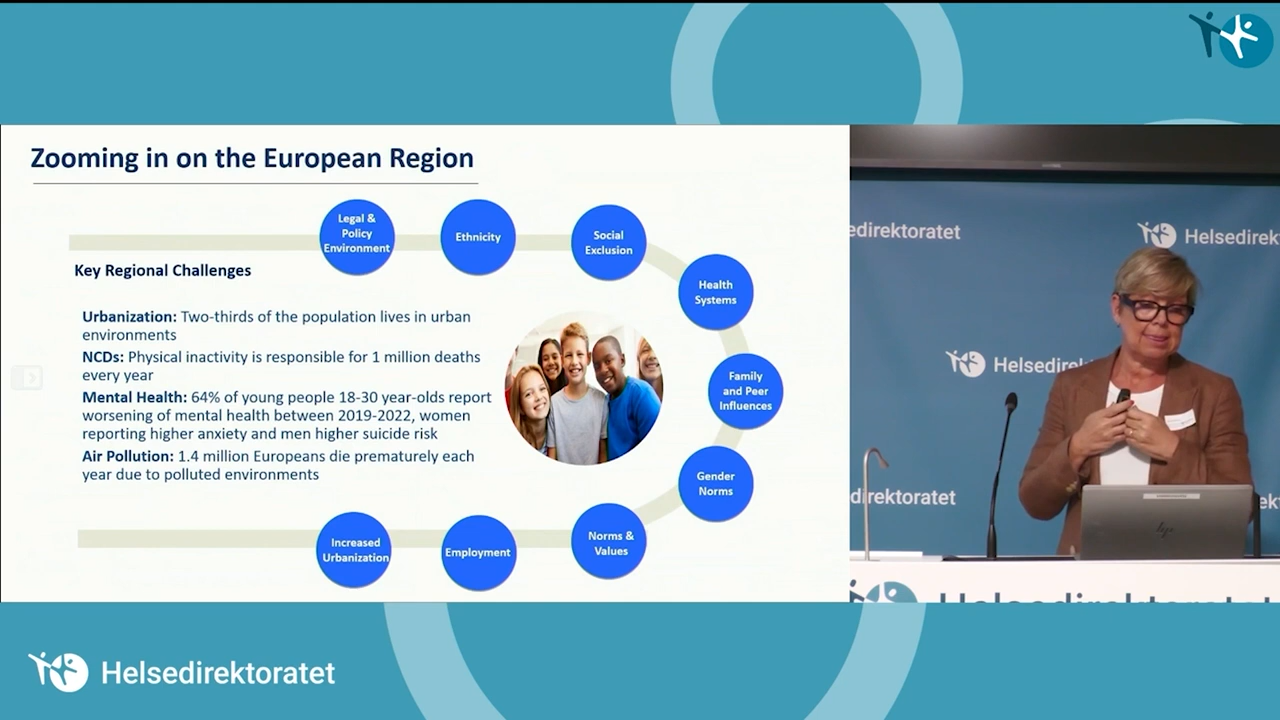 Zooming in on the European Region
Legal &
Policy
Environment
Ethnicity
Social
Exclusion
Health
Systems
Family
and Peer
Influences
Gender
Norms
Norms &
Values
Employment
Increased
Urbanization
Key Regional Challenges
Urbanization: Two-thirds of the population lives in urban
environments
NCDs: Physical inactivity is responsible for 1 million deaths
every year
Mental Health: 64% of young people 18-30 year-olds report
worsening of mental health between 2019-2022, women
reporting higher anxiety and men higher suicide risk
Air Pollution: 1.4 million Europeans die prematurely each
year due to polluted environments
edirektoratet
Helsedirek
Helsedirek
direktoratet
hp
Helsedirektoratet
Helsedirektoratet